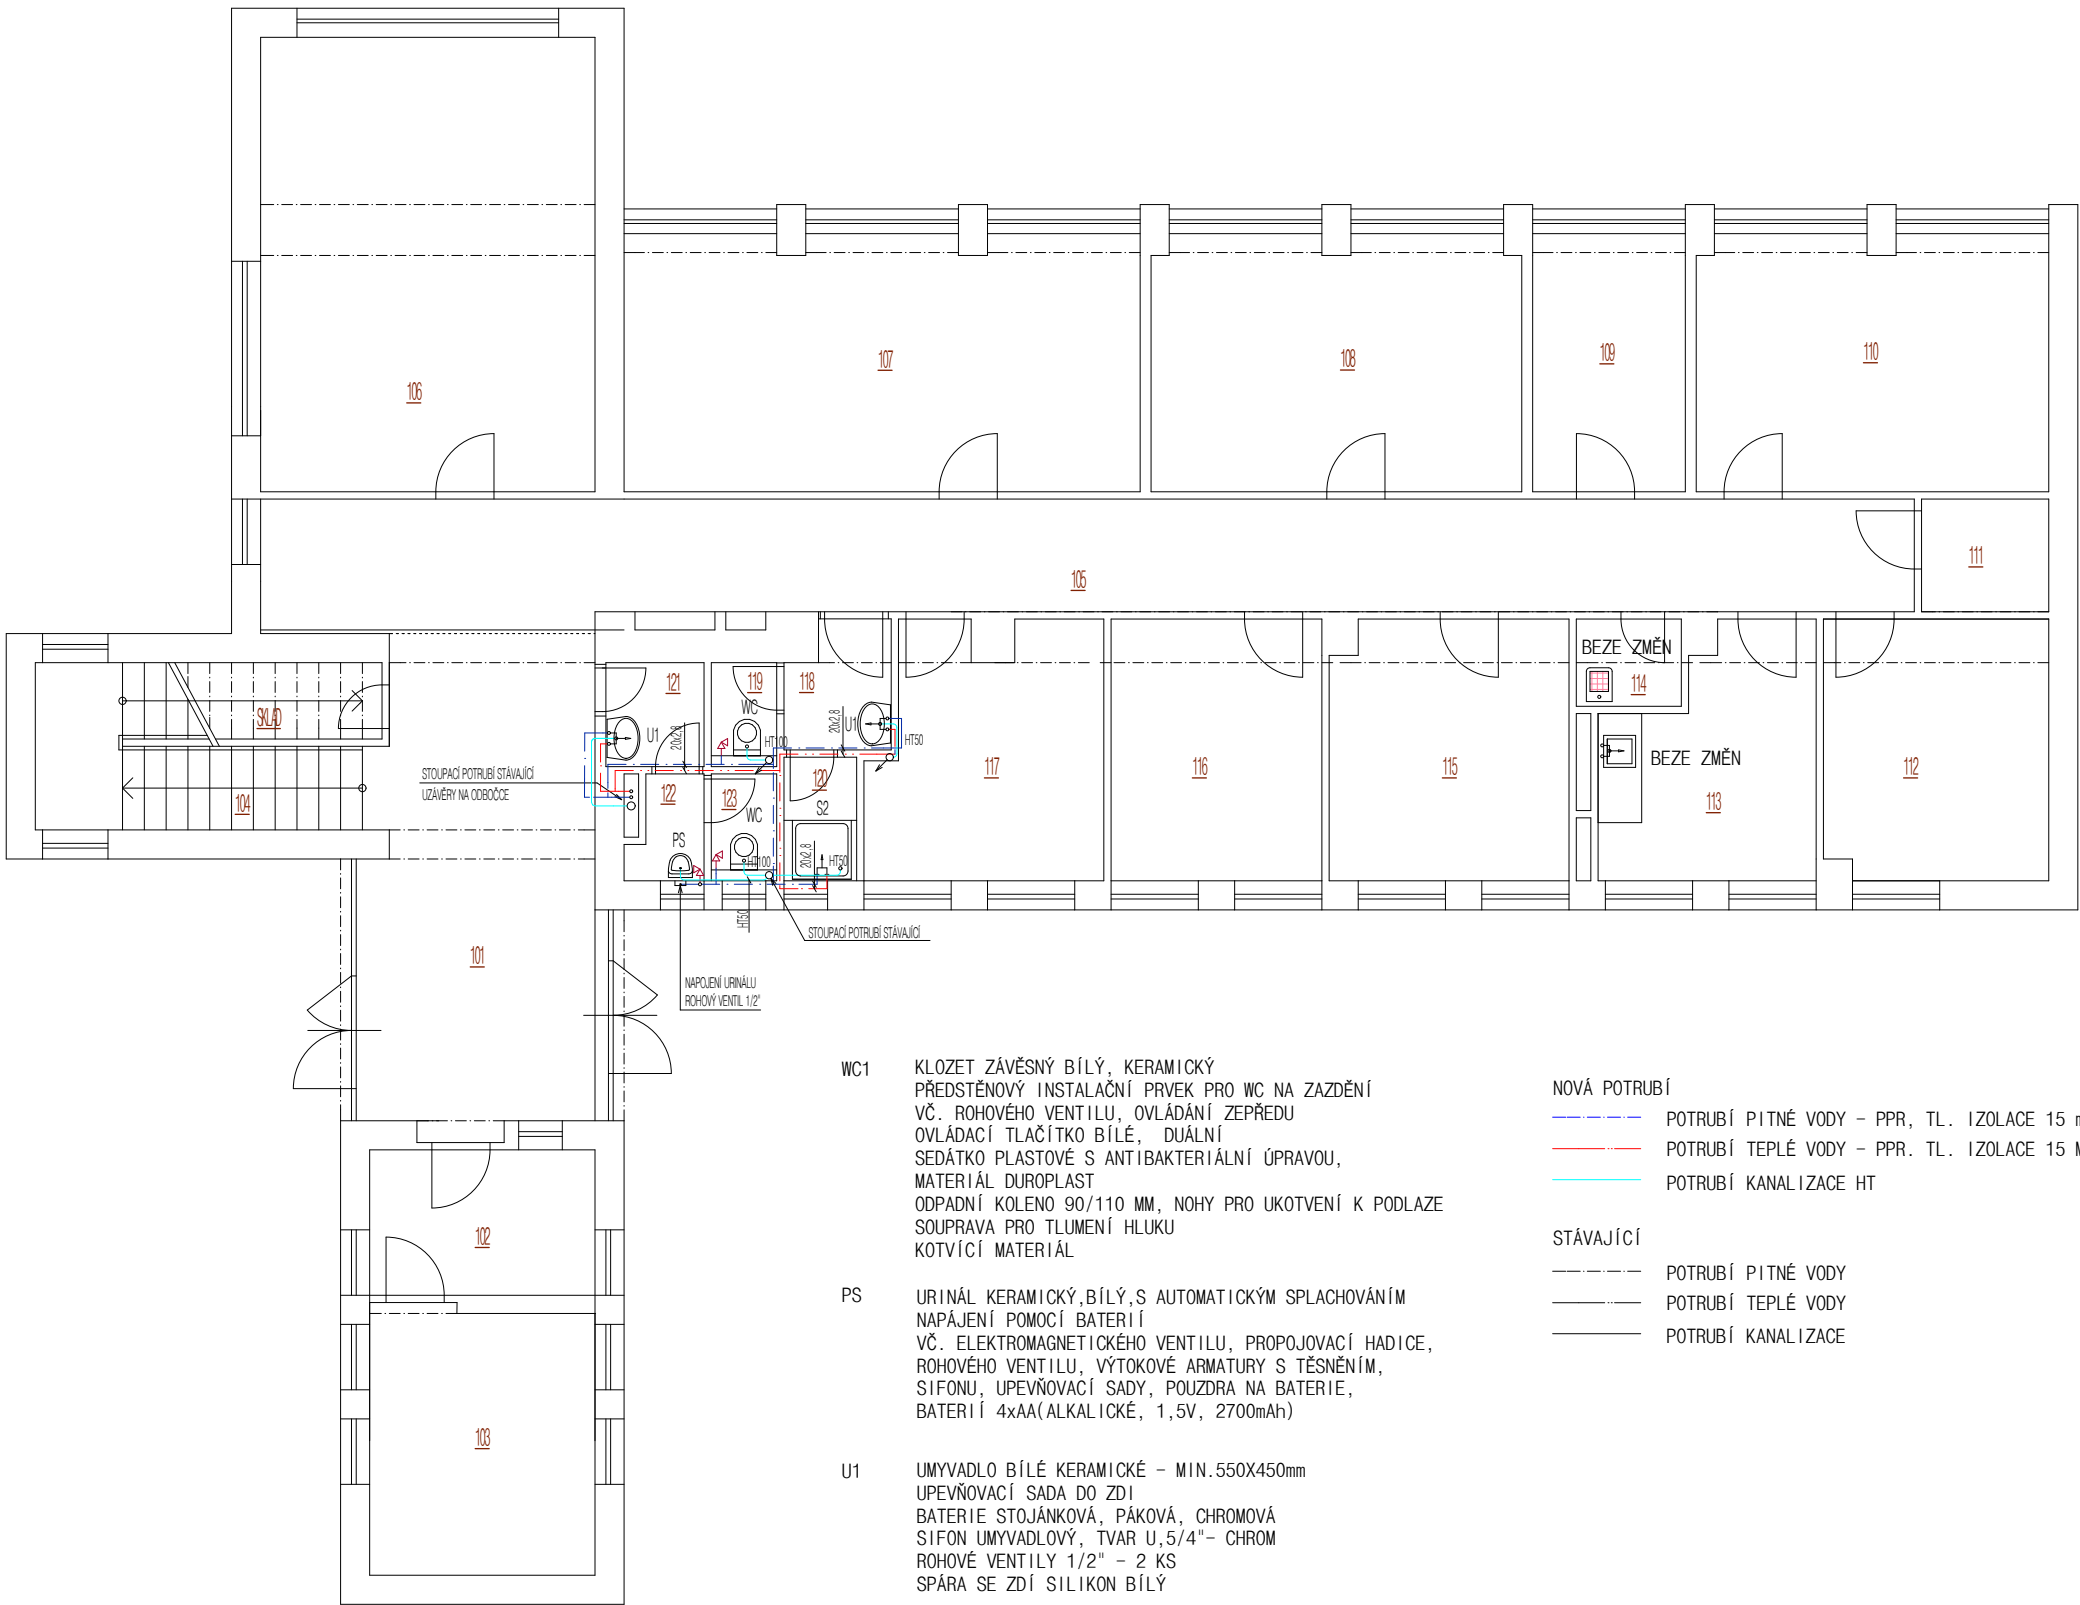 106
107
108
109
110
105
111
SKLAD
104
STOUPACÍ POTRUBÍ STÁVAJÍCÍ
UZÁVĚRY NA ODBOČCE
121
U1
20x2,8
119
WC
HT100
118
20x2,8
U1
HT50
122
PS
123
WC
HT100
120
S2
20x2,8
HT50
HT50
117
116
115
BEZE ZMĚN
114
BEZE ZMĚN
113
112
STOUPACÍ POTRUBÍ STÁVAJÍCÍ
NAPOJENÍ URINÁLU
ROHOVÝ VENTIL 1/2"
101
102
103
WC1
KLOZET ZÁVĚSNÝ BÍLÝ, KERAMICKÝ
PŘEDSTĚNOVÝ INSTALAČNÍ PRVEK PRO WC NA ZAZDĚNÍ
VČ. ROHOVÉHO VENTILU, OVLÁDÁNÍ ZEPŘEDU
OVLÁDACÍ TLAČÍTKO BÍLÉ, DUÁLNÍ
SEDÁTKO PLASTOVÉ S ANTIBAKTERIÁLNÍ ÚPRAVOU,
MATERIÁL DUROPLAST
ODPADNÍ KOLENO 90/110 MM, NOHY PRO UKOTVENÍ K PODLAZE
SOUPRAVA PRO TLUMENÍ HLUKU
KOTVÍCÍ MATERIÁL
PS
URINÁL KERAMICKÝ,BÍLÝ,S AUTOMATICKÝM SPLACHOVÁNÍM
NAPÁJENÍ POMOCÍ BATERIÍ
VČ. ELEKTROMAGNETICKÉHO VENTILU, PROPOJOVACÍ HADICE,
ROHOVÉHO VENTILU, VÝTOKOVÉ ARMATURY S TĚSNĚNÍM,
SIFONU, UPEVŇOVACÍ SADY, POUZDRA NA BATERIE,
BATERIÍ 4xAA(ALKALICKÉ, 1,5V, 2700mAh)
U1
UMYVADLO BÍLÉ KERAMICKÉ - MIN.550X450mm
UPEVŇOVACÍ SADA DO ZDI
BATERIE STOJÁNKOVÁ, PÁKOVÁ, CHROMOVÁ
SIFON UMYVADLOVÝ, TVAR U,5/4"- CHROM
ROHOVÉ VENTILY 1/2" - 2 KS
SPÁRA SE ZDÍ SILIKON BÍLÝ
NOVÁ POTRUBÍ
POTRUBÍ PITNÉ VODY - PPR, TL. IZOLACE 15 m
POTRUBÍ TEPLÉ VODY - PPR. TL. IZOLACE 15 M
POTRUBÍ KANALIZACE HT
STÁVAJÍCÍ
POTRUBÍ PITNÉ VODY
POTRUBÍ TEPLÉ VODY
POTRUBÍ KANALIZACE